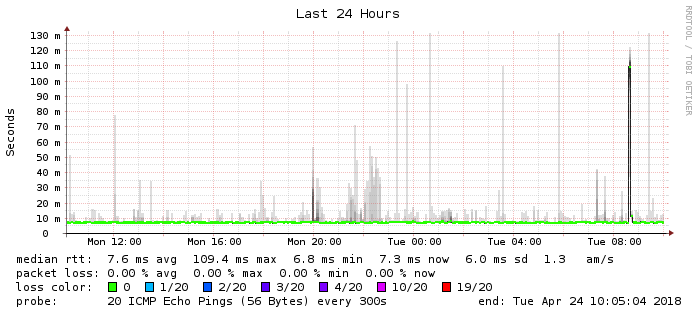 Last 24 Hours
RRDTOOL / TOBI OETIKER
Seconds
130 m
120 m
110 m
100 m
90 m
80 m
70 m
60 m
50 m
40 m
30 m
20 m
10 m
0
Mon 12:00 Mon 16:00 Mon 20:00 Tue 00:00 Tue 04:00 Tue 08:00
median rtt: 7.6 ms avg 109.4 ms max 6.8 ms min 7.3 ms now 6.0 ms sd 1.3 am/s
packet loss: 0.00 % avg 0.00 % max 0.00 % min 0.00 % now
loss color: 0 1/20 2/20 3/20 4/20 10/20 19/20
probe: 20 ICMP Echo Pings (56 Bytes) every 300s end: Tue Apr 24 10:05:04 2018